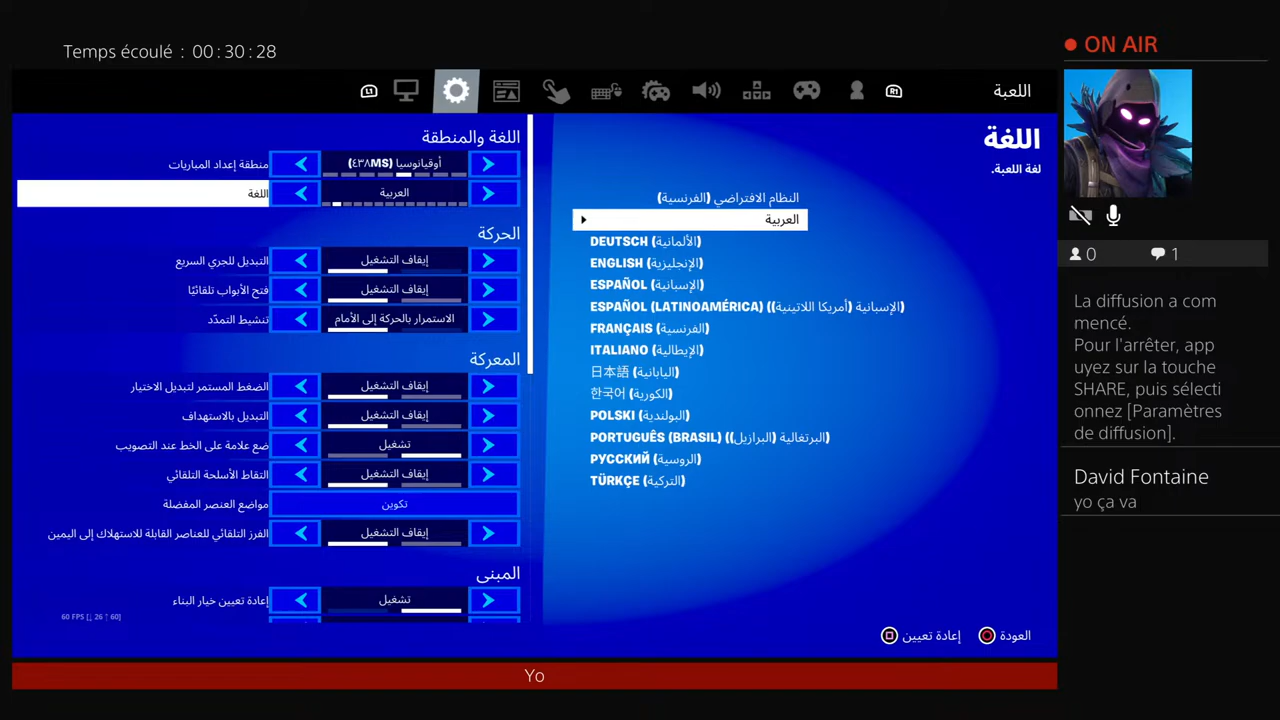 Temps écoulé : 00:30:28
ON AIR
L1
R1
اللعبة
اللغة والمنطقة
منطقة إعداد المباريات
أوقيانوسيا (٤٣٨MS)
اللغة
العربية
الحركة
التبديل للجري السريع
إيقاف التشغيل
فتح الأبواب تلقائيًا
إيقاف التشغيل
تنشيط التمدّد
الاستمرار بالحركة إلى الأمام
المعركة
الضغط المستمر لتبديل الاختيار
إيقاف التشغيل
التبديل بالاستهداف
إيقاف التشغيل
ضع علامة على الخط عند التصويب
تشغيل
التقاط الأسلحة التلقائي
إيقاف التشغيل
مواضع العنصر المفضلة
تكوين
الفرز التلقائي للعناصر القابلة للاستهلاك إلى اليمين
إيقاف التشغيل
المبنى
إعادة تعيين خيار البناء
تشغيل
60 FPS [↓ 26 ↑ 60]
اللغة
لغة اللعبة.
النظام الافتراضي (الفرنسية)
العربية
DEUTSCH (الألمانية)
ENGLISH (الإنجليزية)
ESPAÑOL (الإسبانية)
ESPAÑOL (LATINOAMÉRICA) ((الإسبانية (أمريكا اللاتينية)
FRANÇAIS (الفرنسية)
ITALIANO (الإيطالية)
日本語 (اليابانية)
한국어 (الكورية)
POLSKI (البولندية)
PORTUGUÊS (BRASIL) ((البرتغالية (البرازيل)
РУССКИЙ (الروسية)
TÜRKÇE (التركية)
إعادة تعيين
العودة
Yo
0
1
La diffusion a com
mencé.
Pour l'arrêter, app
uyez sur la touche
SHARE, puis sélecti
onnez [Paramètres
de diffusion].
David Fontaine
yo ça va